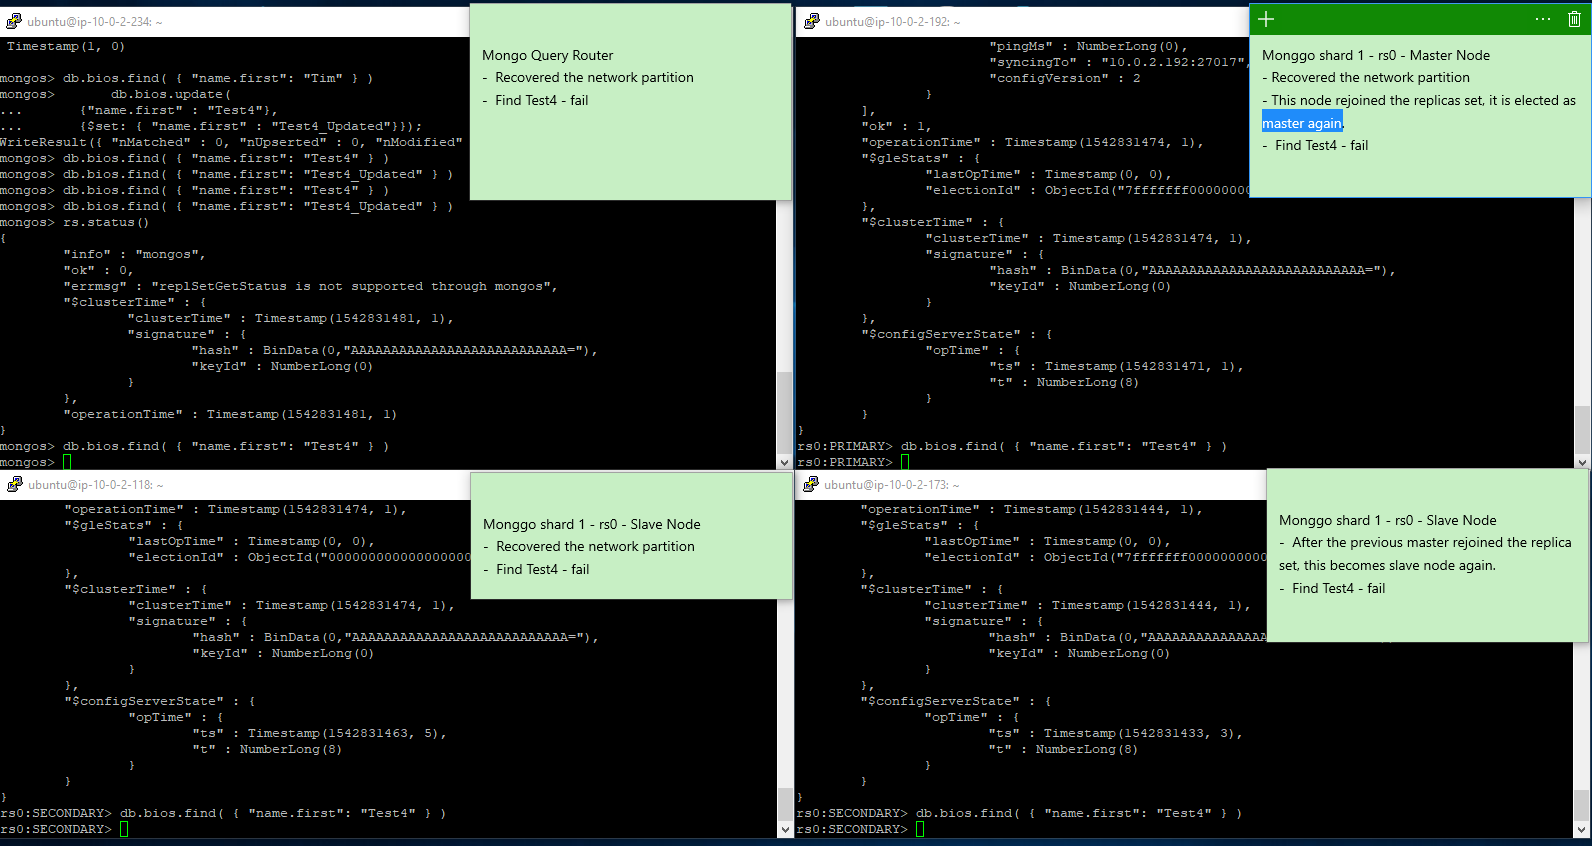 ubuntu@ip-10-0-2-234: ~
Timestamp(1, 0)
mongos> db.bios.find( { "name.first": "Tim" } )
mongos>       db.bios.update(
...       {"name.first" : "Test4"},
...       {$set: { "name.first" : "Test4_Updated"}});
WriteResult({ "nMatched" : 0, "nUpserted" : 0, "nModified"
mongos> db.bios.find( { "name.first": "Test4" } )
mongos> db.bios.find( { "name.first": "Test4_Updated" } )
mongos> db.bios.find( { "name.first": "Test4" } )
mongos> db.bios.find( { "name.first": "Test4_Updated" } )
mongos> rs.status()
{
"info" : "mongos",
"ok" : 0,
"errmsg" : "replSetGetStatus is not supported through mongos",
"$clusterTime" : {
"clusterTime" : Timestamp(1542831481, 1),
"signature" : {
"hash" : BinData(0,"AAAAAAAAAAAAAAAAAAAAAAAAAAA="),
"keyId" : NumberLong(0)
}
},
"operationTime" : Timestamp(1542831481, 1)
}
mongos> db.bios.find( { "name.first": "Test4" } )
mongos>
Mongo Query Router
- Recovered the network partition
- Find Test4 - fail
ubuntu@ip-10-0-2-192: ~
"pingMs" : NumberLong(0),
"syncingTo" : "10.0.2.192:27017",
"configVersion" : 2
}
],
"ok" : 1,
"operationTime" : Timestamp(1542831474, 1),
"$gleStats" : {
"lastOpTime" : Timestamp(0, 0),
"electionId" : ObjectId("7fffffff00000000
},
"$clusterTime" : {
"clusterTime" : Timestamp(1542831474, 1),
"signature" : {
"hash" : BinData(0,"AAAAAAAAAAAAAAAAAAAAAAAAAAA="),
"keyId" : NumberLong(0)
}
},
"$configServerState" : {
"opTime" : {
"ts" : Timestamp(1542831471, 1),
"t" : NumberLong(8)
}
}
}
rs0:PRIMARY> db.bios.find( { "name.first": "Test4" } )
rs0:PRIMARY>
Monggo shard 1 - rs0 - Master Node
- Recovered the network partition
- This node rejoined the replicas set, it is elected as
master again.
- Find Test4 - fail
ubuntu@ip-10-0-2-118: ~
"operationTime" : Timestamp(1542831474, 1),
"$gleStats" : {
"lastOpTime" : Timestamp(0, 0),
"electionId" : ObjectId("000000000000000000
},
"$clusterTime" : {
"clusterTime" : Timestamp(1542831474, 1),
"signature" : {
"hash" : BinData(0,"AAAAAAAAAAAAAAAAAAAAAAAAAAA="),
"keyId" : NumberLong(0)
}
},
"$configServerState" : {
"opTime" : {
"ts" : Timestamp(1542831463, 5),
"t" : NumberLong(8)
}
}
}
rs0:SECONDARY> db.bios.find( { "name.first": "Test4" } )
rs0:SECONDARY>
Monggo shard 1 - rs0 - Slave Node
- Recovered the network partition
- Find Test4 - fail
ubuntu@ip-10-0-2-173: ~
"operationTime" : Timestamp(1542831444, 1),
"$gleStats" : {
"lastOpTime" : Timestamp(0, 0),
"electionId" : ObjectId("7fffffff0000000000
},
"$clusterTime" : {
"clusterTime" : Timestamp(1542831444, 1),
"signature" : {
"hash" : BinData(0,"AAAAAAAAAAAAAAA
"keyId" : NumberLong(0)
}
},
"$configServerState" : {
"opTime" : {
"ts" : Timestamp(1542831433, 3),
"t" : NumberLong(8)
}
}
}
rs0:SECONDARY> db.bios.find( { "name.first": "Test4" } )
rs0:SECONDARY>
Monggo shard 1 - rs0 - Slave Node
- After the previous master rejoined the replica
set, this becomes slave node again.
- Find Test4 - fail